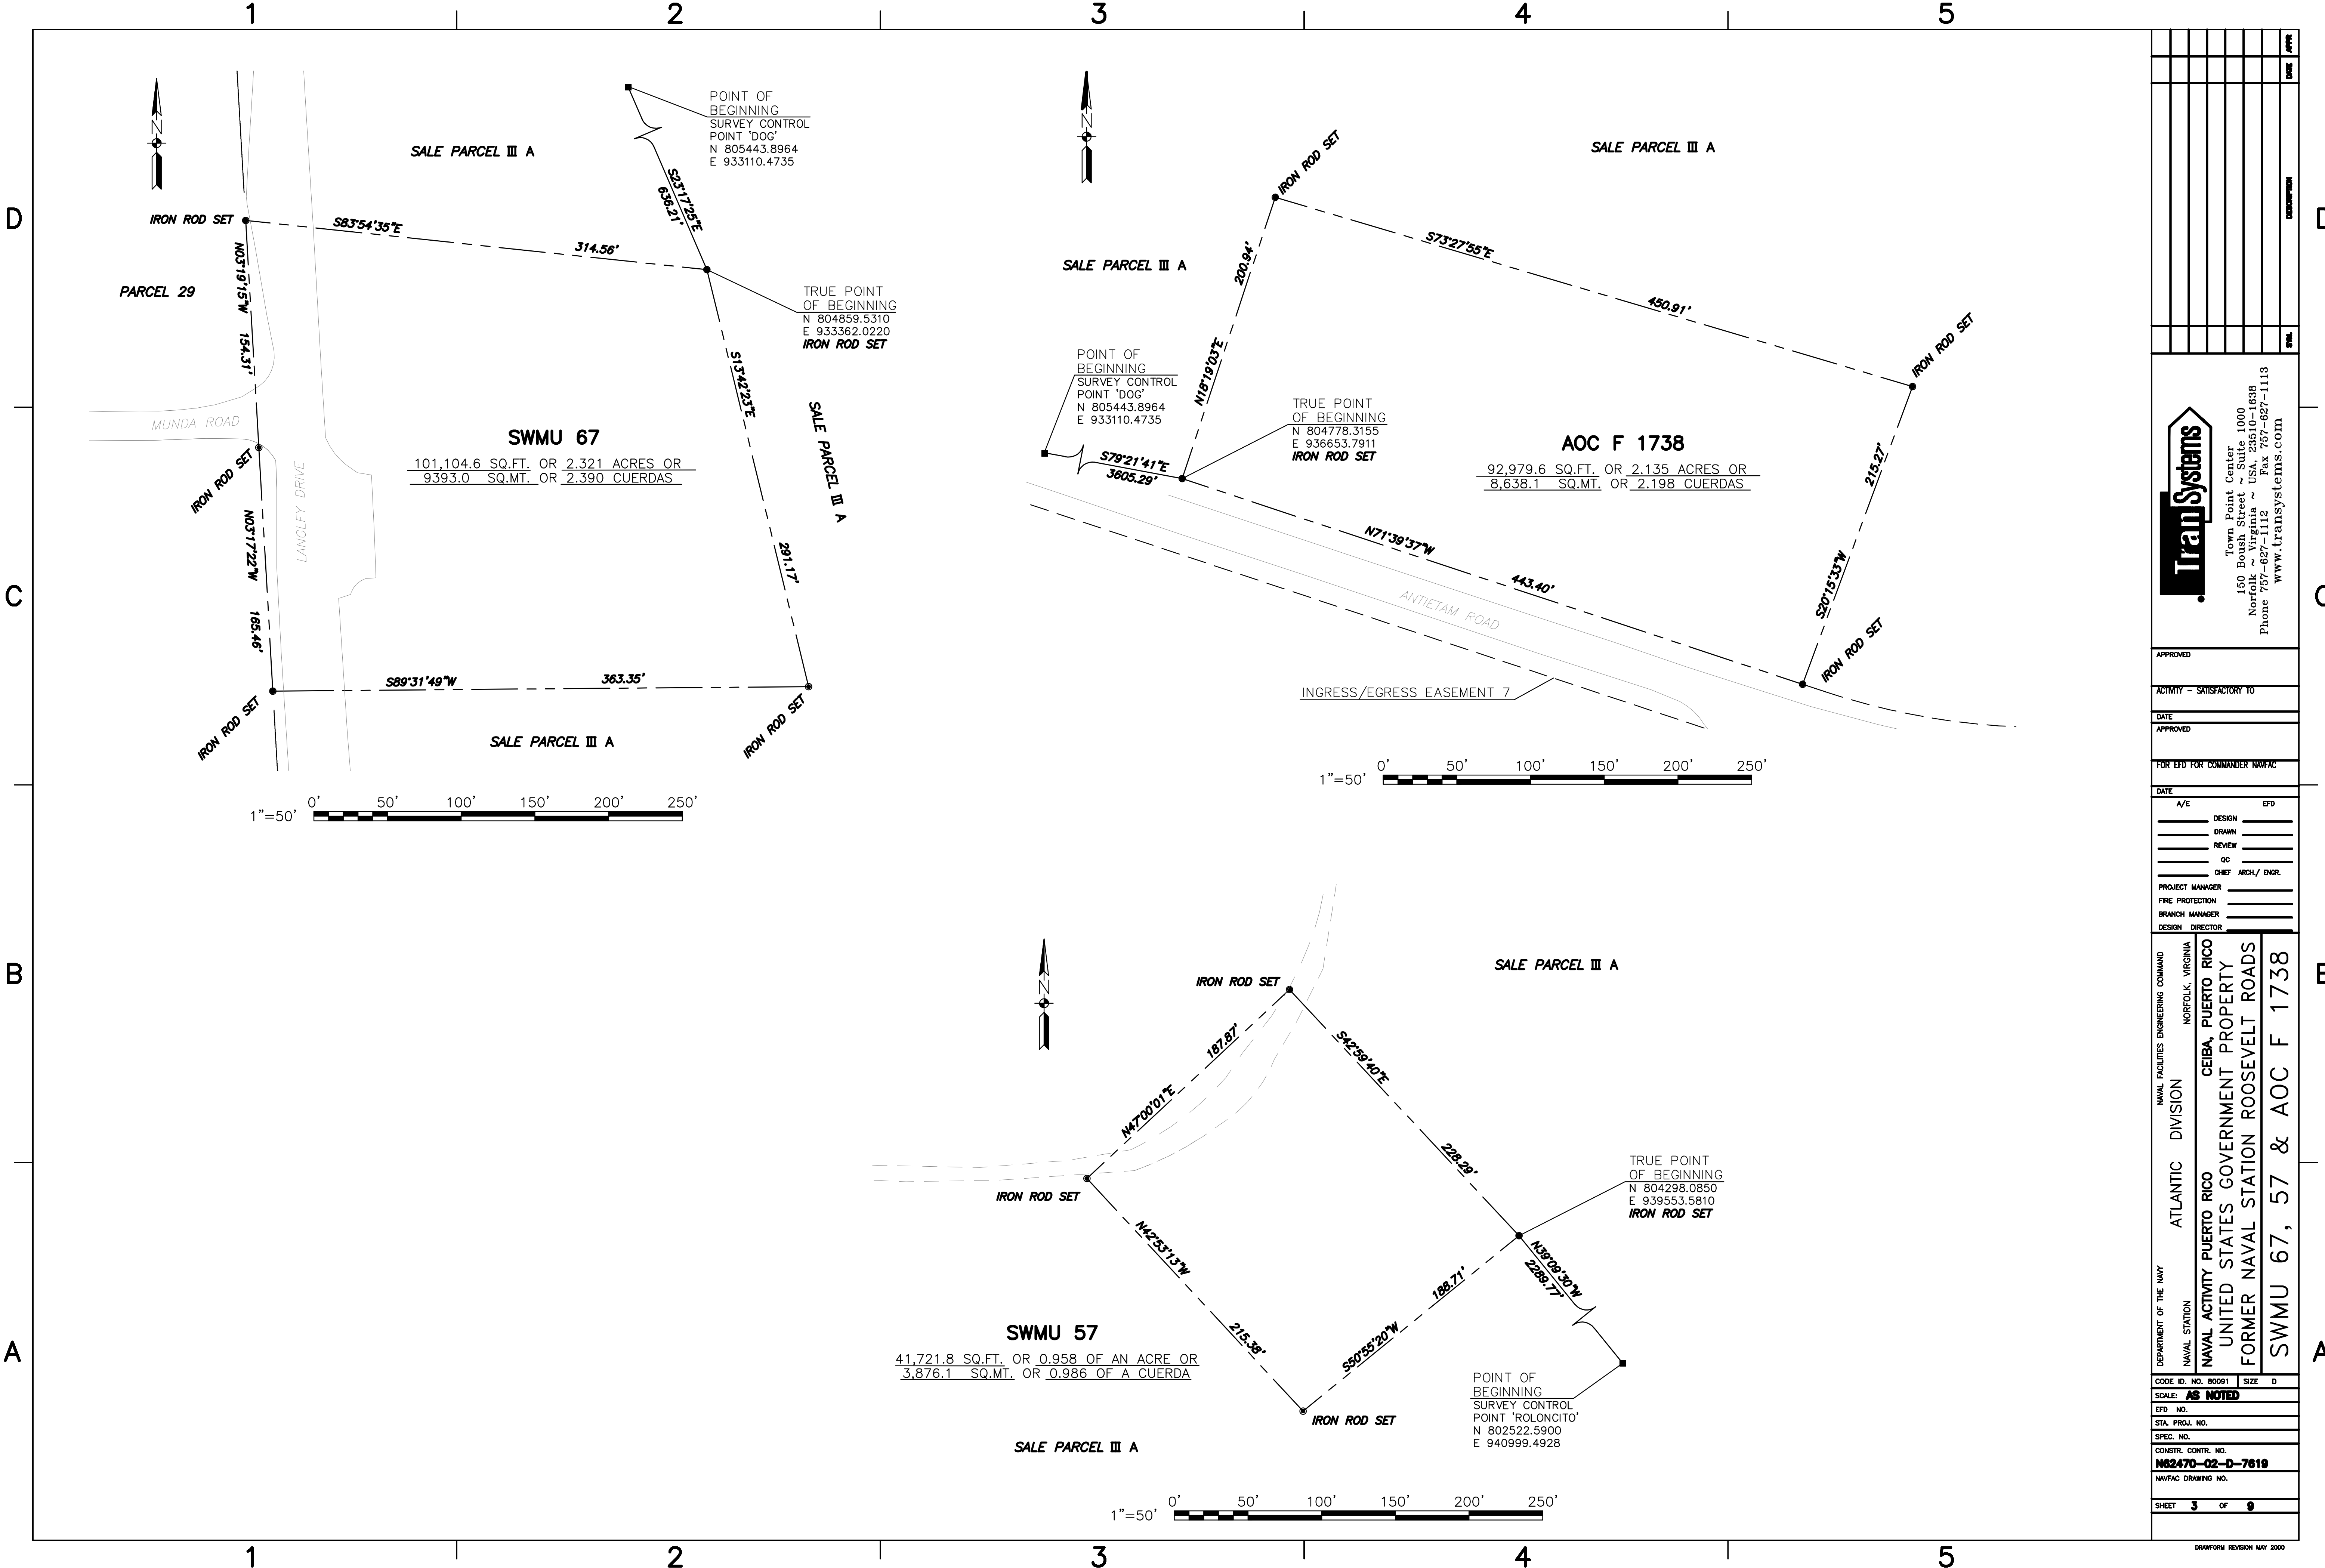 1
2
3
4
5
D
C
B
A
N
POINT OF
BEGINNING
SURVEY CONTROL
POINT 'DOG'
N 805443.8964
E 933110.4735
SALE PARCEL III A
S23°17'25"E
636.21'
IRON ROD SET
S83°54'35"E
314.56'
N03°19'15"W
154.31'
PARCEL 29
TRUE POINT
OF BEGINNING
N 804859.5310
E 933362.0220
IRON ROD SET
S13°42'23"E
291.17'
SALE PARCEL III A
MUNDA ROAD
LANGLEY DRIVE
IRON ROD SET
SWMU 67
101,104.6 SQ.FT. OR 2.321 ACRES OR
9393.0 SQ.MT. OR 2.390 CUERDAS
N03°17'22"W
165.46'
S89°31'49"W
363.35'
IRON ROD SET
IRON ROD SET
SALE PARCEL III A
1"=50'
0'
50'
100'
150'
200'
250'
N
IRON ROD SET
SALE PARCEL III A
SALE PARCEL III A
S73°27'55"E
450.91'
200.94'
N18°19'03"E
IRON ROD SET
POINT OF
BEGINNING
SURVEY CONTROL
POINT 'DOG'
N 805443.8964
E 933110.4735
TRUE POINT
OF BEGINNING
N 804778.3155
E 936653.7911
IRON ROD SET
S79°21'41"E
3605.29'
AOC F 1738
92,979.6 SQ.FT. OR 2.135 ACRES OR
8,638.1 SQ.MT. OR 2.198 CUERDAS
215.27'
S20°15'33"W
N71°39'37"W
443.40'
ANTIETAM ROAD
IRON ROD SET
INGRESS/EGRESS EASEMENT 7
1"=50'
0'
50'
100'
150'
200'
250'
N
IRON ROD SET
SALE PARCEL III A
187.87'
N47°00'01"E
S42°59'40"E
228.29'
IRON ROD SET
TRUE POINT
OF BEGINNING
N 804298.0850
E 939553.5810
IRON ROD SET
N42°53'13"W
215.38'
188.71'
S50°55'20"W
N39°09'30"W
2289.77'
SWMU 57
41,721.8 SQ.FT. OR 0.958 OF AN ACRE OR
3,876.1 SQ.MT. OR 0.986 OF A CUERDA
POINT OF
BEGINNING
SURVEY CONTROL
POINT 'ROLONCITO'
N 802522.5900
E 940999.4928
IRON ROD SET
SALE PARCEL III A
1"=50'
0'
50'
100'
150'
200'
250'
APPR
DATE
DESCRIPTION
SYM.
TranSystems
Town Point Center
150 Boush Street ~ Suite 1000
Norfolk ~ Virginia ~ USA, 23510-1638
Phone 757-627-1112 Fax 757-627-1113
www.transystems.com
APPROVED
ACTIVITY - SATISFACTORY TO
DATE
APPROVED
FOR EFD FOR COMMANDER NAVFAC
DATE
A/E EFD
DESIGN
DRAWN
REVIEW
QC
CHIEF ARCH./ ENGR.
PROJECT MANAGER
FIRE PROTECTION
BRANCH MANAGER
DESIGN DIRECTOR
DEPARTMENT OF THE NAVY NAVAL FACILITIES ENGINEERING COMMAND
ATLANTIC DIVISION
NAVAL STATION NORFOLK, VIRGINIA
NAVAL ACTIVITY PUERTO RICO CEIBA, PUERTO RICO
UNITED STATES GOVERNMENT PROPERTY
FORMER NAVAL STATION ROOSEVELT ROADS
SWMU 67, 57 & AOC F 1738
CODE ID. NO. 80091 SIZE D
SCALE: AS NOTED
EFD NO.
STA. PROJ. NO.
SPEC. NO.
CONSTR. CONTR. NO.
N62470-02-D-7619
NAVFAC DRAWING NO.
SHEET 3 OF 9
DRAWFORM REVISION MAY 2000
D
C
B
A
1
2
3
4
5